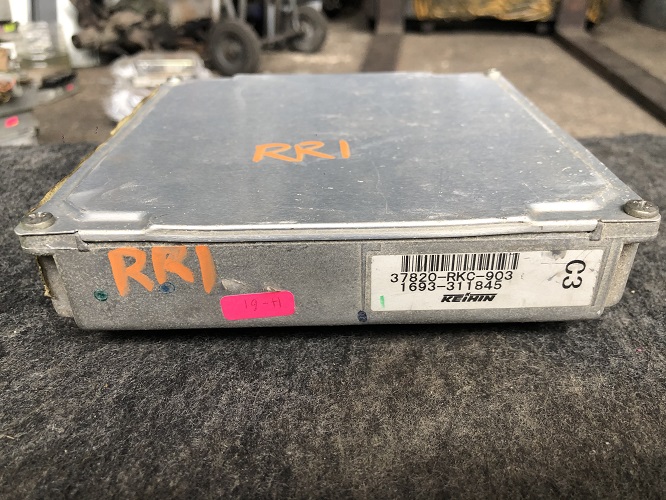 RR1
RR1
37820-RKC-903
1693-311845
KEIHIN
C3